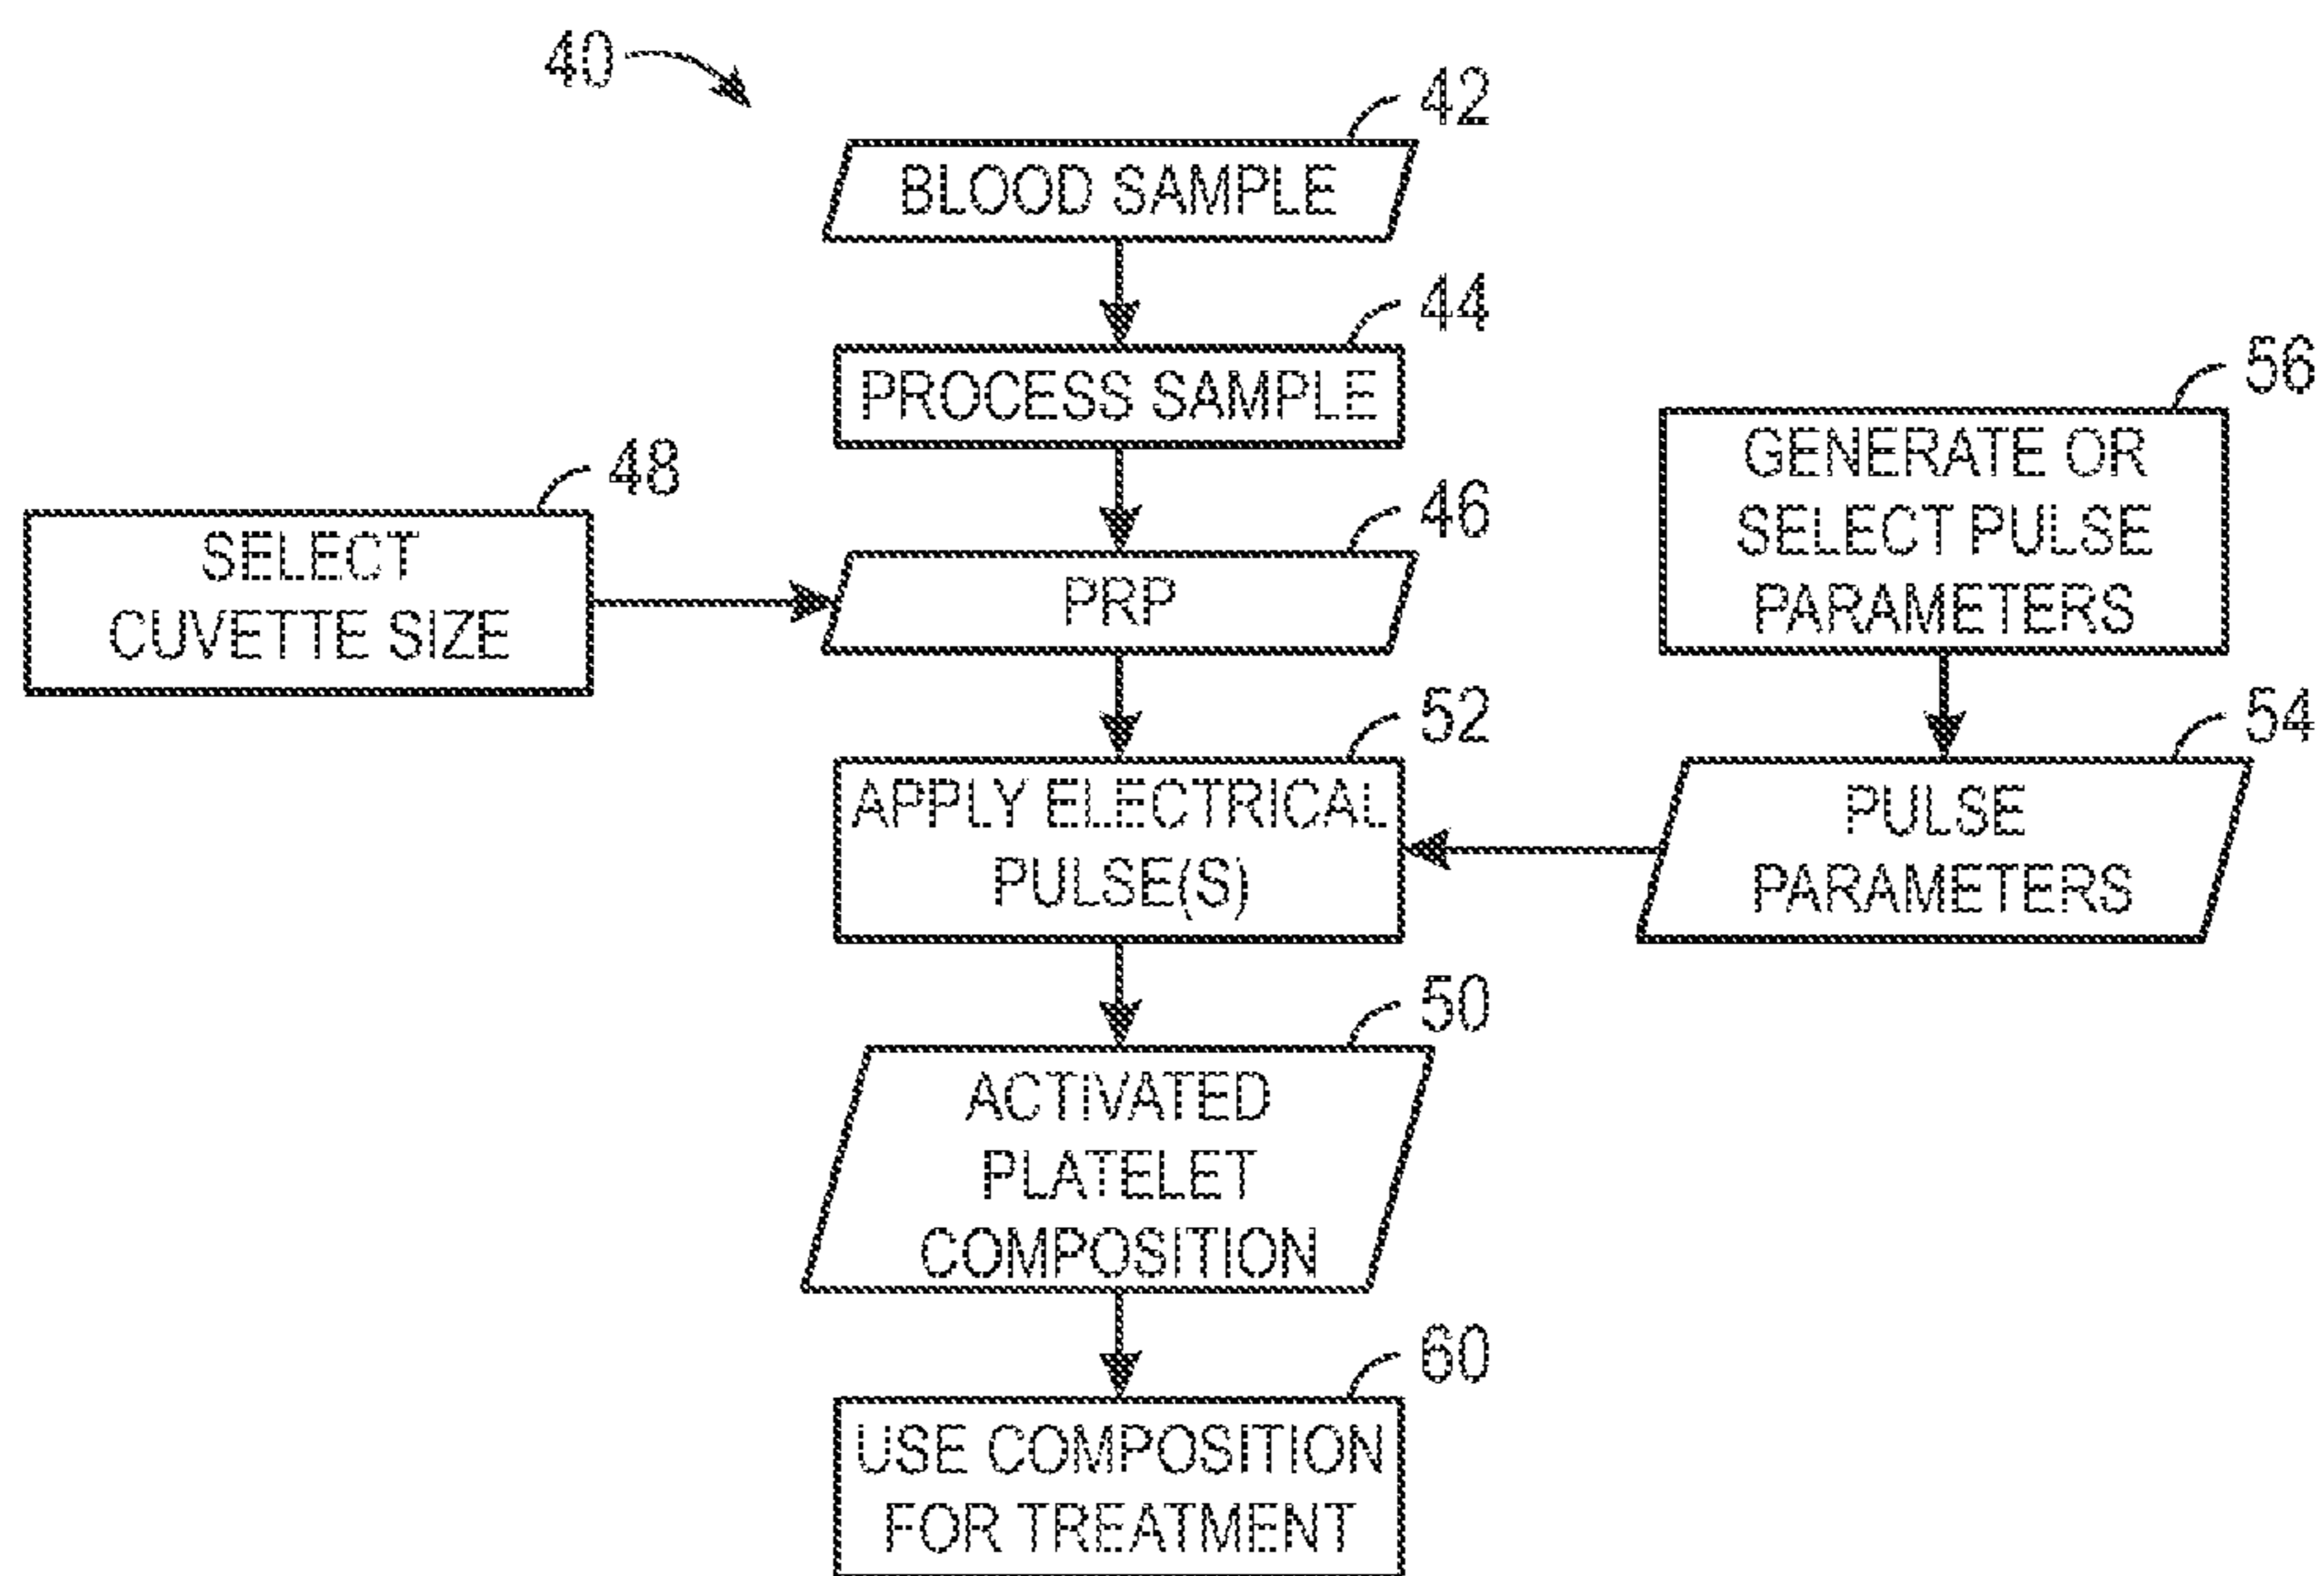 40
42
BLOOD SAMPLE
44
PROCESS SAMPLE
56
GENERATE OR
SELECT PULSE
PARAMETERS
48
SELECT
CUVETTE SIZE
46
PRP
52
APPLY ELECTRICAL
PULSE(S)
54
PULSE
PARAMETERS
50
ACTIVATED
PLATELET
COMPOSITION
60
USE COMPOSITION
FOR TREATMENT